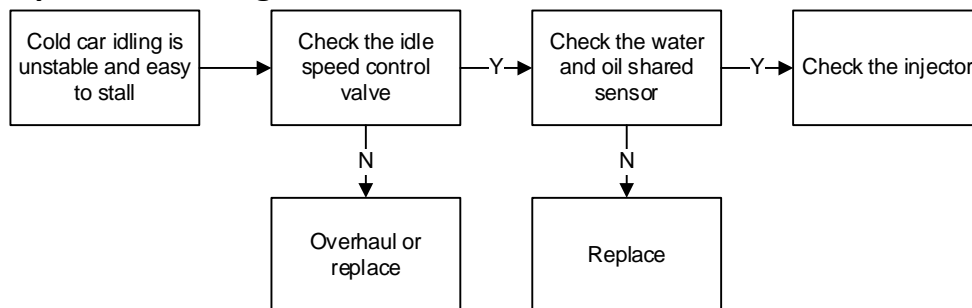 Cold car idling is
unstable and easy
to stall
Check the idle
speed control
valve
Y
Check the water
and oil shared
sensor
Y
Check the injector
N
N
Overhaul or
replace
Replace